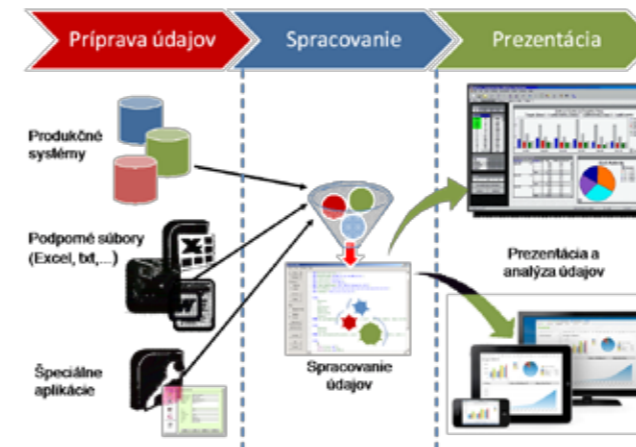 Príprava údajov
Spracovanie
Prezentácia
Produkčné
systémy
Podporné súbory
(Excel, txt,...)
Špeciálne
aplikácie
Spracovanie
údajov
Prezentácia a
analýza údajov